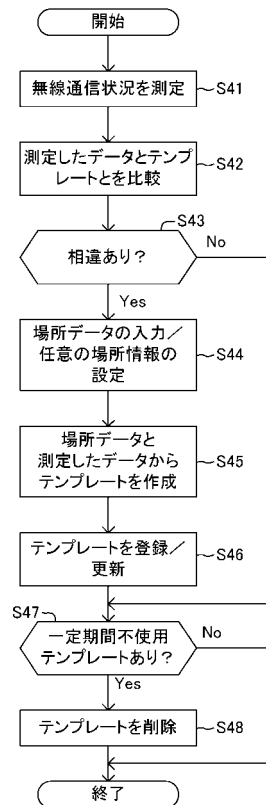 開始
無線通信状況を測定
S41
測定したデータとテンプ
レートとを比較
S42
S43
相違あり?
No
Yes
場所データの入力/
任意の場所情報の
設定
S44
場所データと
測定したデータから
テンプレートを作成
S45
テンプレートを登録/
更新
S46
S47
一定期間不使用
テンプレートあり?
No
Yes
テンプレートを削除
S48
終了